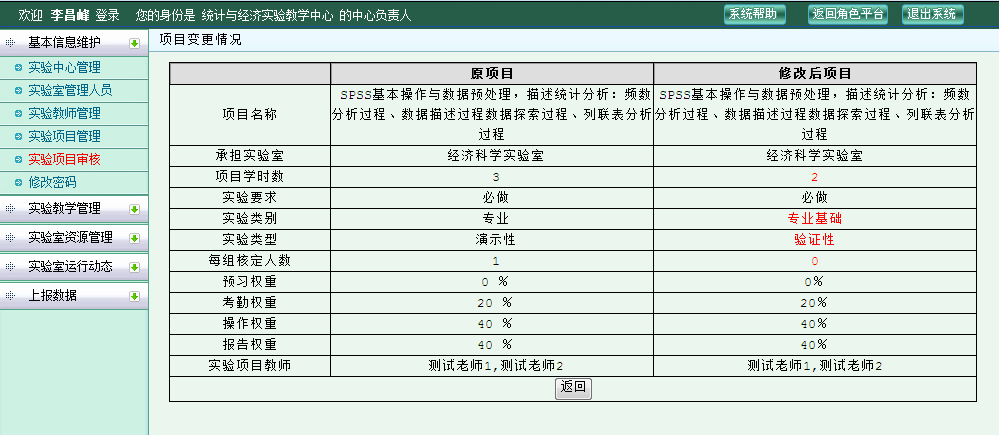 欢迎 李昌峰 登录 您的身份是 统计与经济实验教学中心 的中心负责人 系统帮助 返回角色平台 退出系统
基本信息维护
实验中心管理
实验室管理人员
实验教师管理
实验项目管理
实验项目审核
修改密码
实验教学管理
实验室资源管理
实验室运行动态
上报数据
项目变更情况
原项目 修改后项目
项目名称
SPSS基本操作与数据预处理，描述统计分析：频数
分析过程、数据描述过程数据探索过程、列联表分析
过程
SPSS基本操作与数据预处理，描述统计分析：频数
分析过程、数据描述过程数据探索过程、列联表分析
过程
承担实验室 经济科学实验室 经济科学实验室
项目学时数 3 2
实验要求 必做 必做
实验类别 专业 专业基础
实验类型 演示性 验证性
每组核定人数 1 0
预习权重 0 % 0%
考勤权重 20 % 20%
操作权重 40 % 40%
报告权重 40 % 40%
实验项目教师 测试老师1,测试老师2 测试老师1,测试老师2
返回